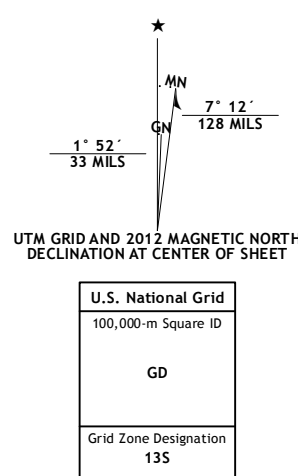 ★
MN
7° 12´
128 MILS
GN
1° 52´
33 MILS
UTM GRID AND 2012 MAGNETIC NORTH
DECLINATION AT CENTER OF SHEET
U.S. National Grid
100,000-m Square ID
GD
Grid Zone Designation
13S